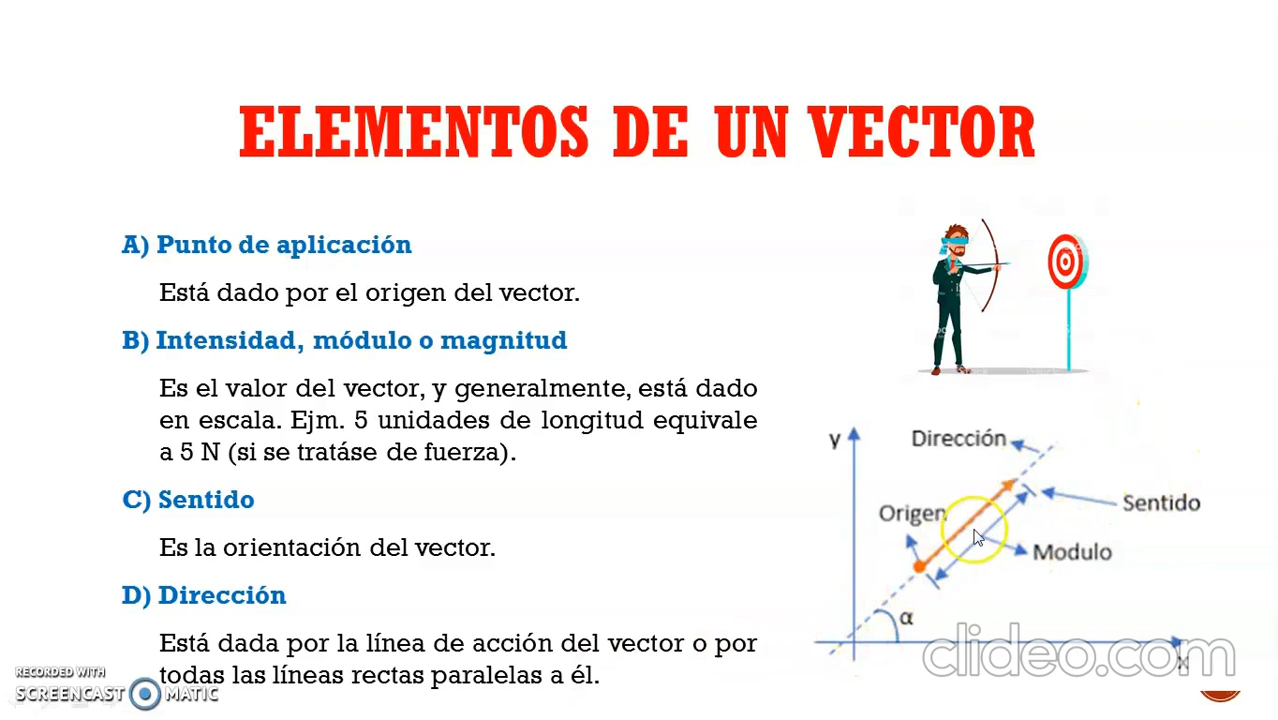 ELEMENTOS DE UN VECTOR
A) Punto de aplicación
Está dado por el origen del vector.
B) Intensidad, módulo o magnitud
Es el valor del vector, y generalmente, está dado
en escala. Ejm. 5 unidades de longitud equivale
a 5 N (si se tratáse de fuerza).
C) Sentido
Es la orientación del vector.
D) Dirección
Está dada por la línea de acción del vector o por
todas las líneas rectas paralelas a él.
y
Dirección
Sentido
Origen
Modulo
α
x
clideo.com
RECORDED WITH
SCREENCAST MATIC